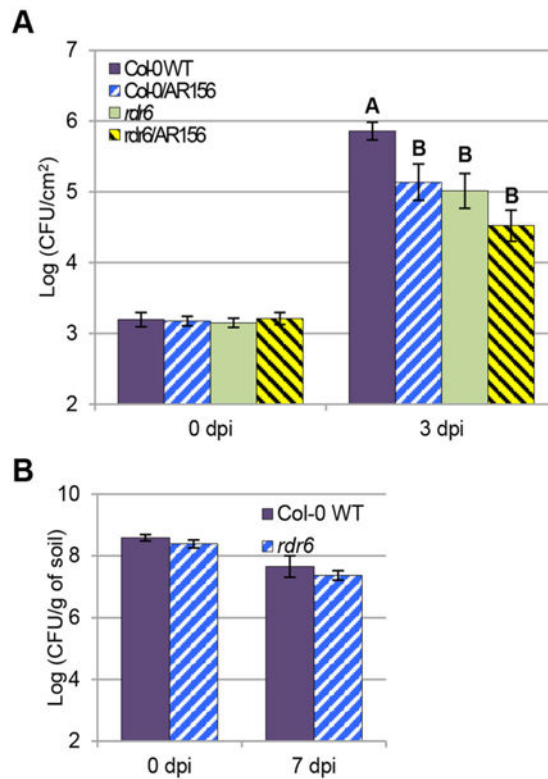 A
Log (CFU/cm²)
7
6
5
4
3
2
Col-0 WT
Col-0/AR156
rdr6
rdr6/AR156
A
B
B
B
0 dpi
3 dpi
B
Log (CFU/g of soil)
10
8
6
4
2
Col-0 WT
rdr6
0 dpi
7 dpi